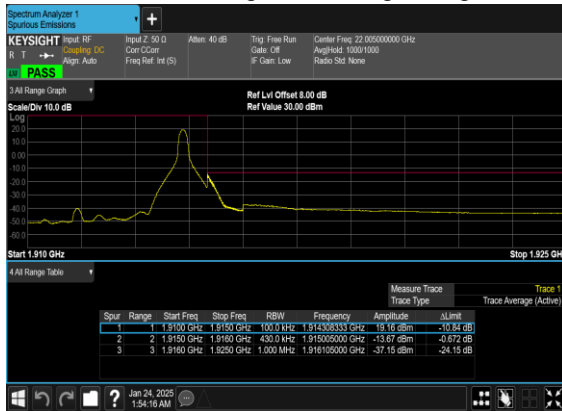 Spectrum Analyzer 1
Spurious Emissions
+
KEYSIGHT Input: RF Input Z: 50 Ω Atten: 40 dB Trig: Free Run Center Freq: 22.005000000 GHz
R T Coupling: DC Corr CCorr Gate: Off Avg|Hold: 1000/1000
Align: Auto Freq Ref: Int (S) IF Gain: Low Radio Std: None
PASS
3 All Range Graph
Ref Lvl Offset 8.00 dB
Scale/Div 10.0 dB Ref Value 30.00 dBm
Log
20.0
10.0
0.00
-10.0
-20.0
-30.0
-40.0
-50.0
-60.0
Start 1.910 GHz Stop 1.925 GH
4 All Range Table
Measure Trace Trace 1
Trace Type Trace Average (Active)
Spur Range Start Freq Stop Freq RBW Frequency Amplitude ΔLimit
1 1 1.9100 GHz 1.9150 GHz 100.0 kHz 1.914308333 GHz 19.16 dBm -10.84 dB
2 2 1.9150 GHz 1.9160 GHz 430.0 kHz 1.915005000 GHz -13.67 dBm -0.672 dB
3 3 1.9160 GHz 1.9250 GHz 1.000 MHz 1.916105000 GHz -37.15 dBm -24.15 dB
? Jan 24, 2025
1:54:16 AM